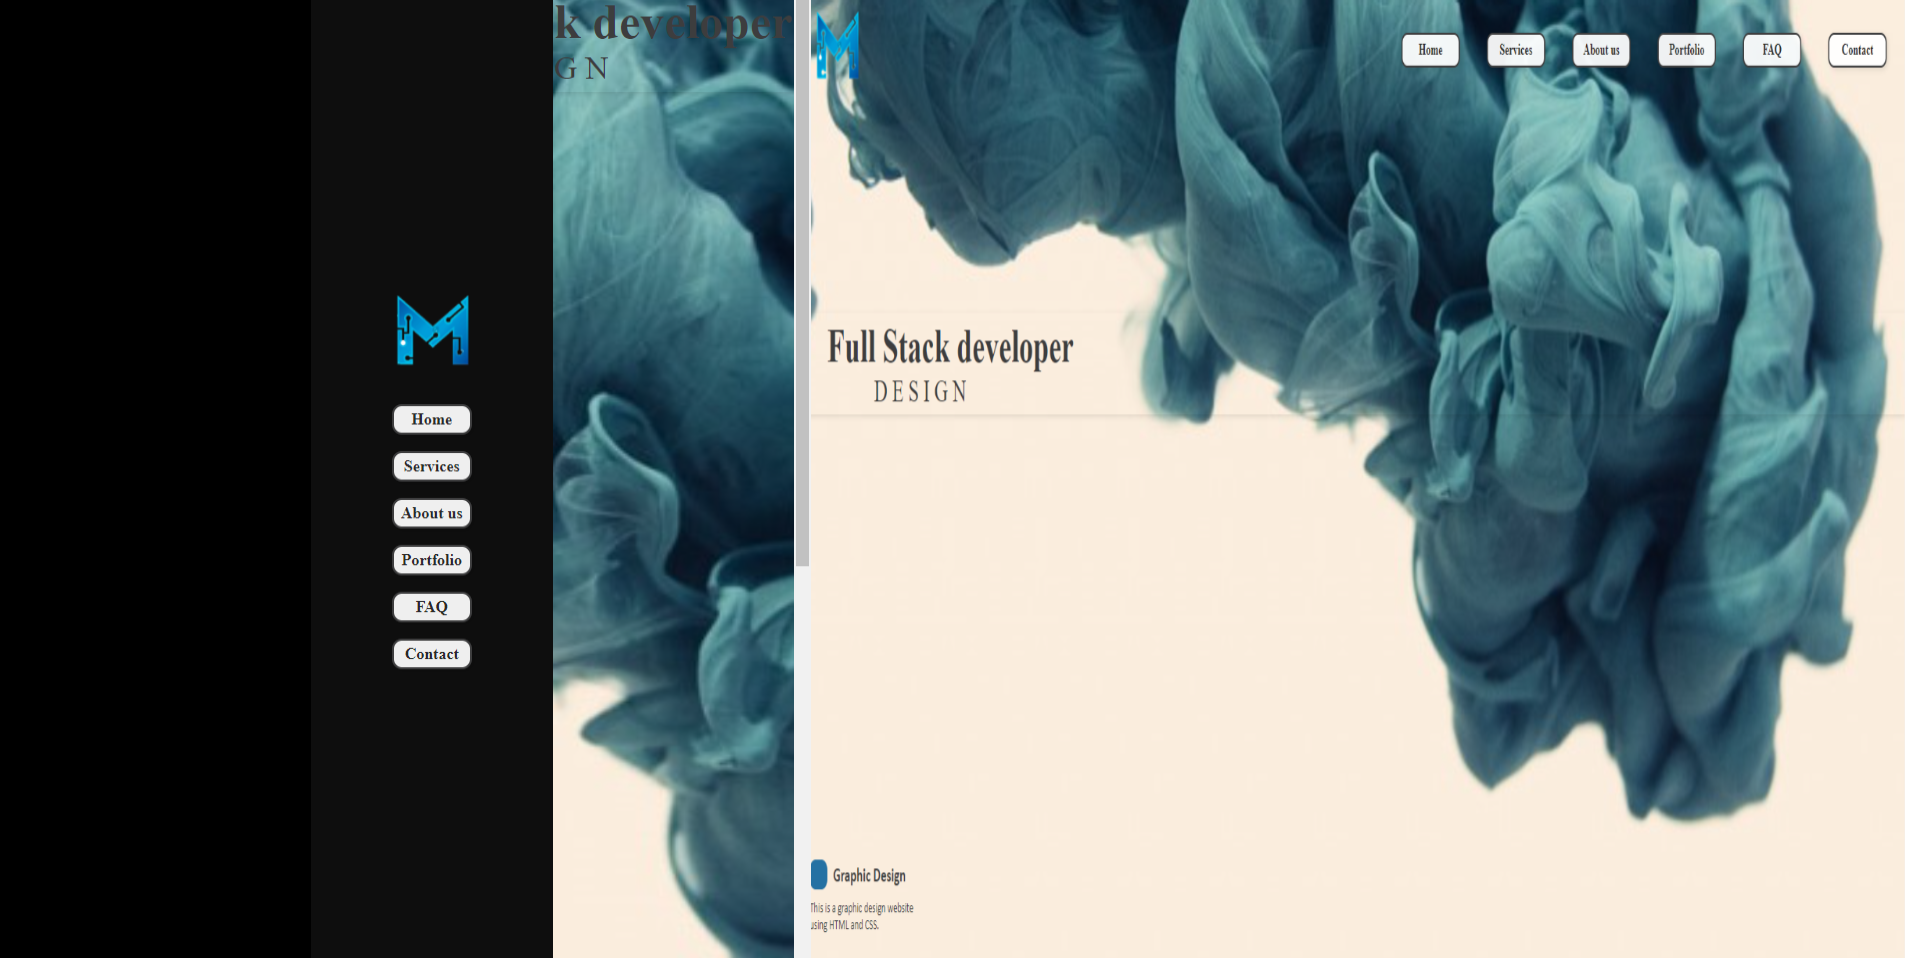 k developer
GN
M
Home
Services
About us
Portfolio
FAQ
Contact
M
Home Services About us Portfolio FAQ Contact
Full Stack developer
DESIGN
Graphic Design
This is a graphic design website
using HTML and CSS.